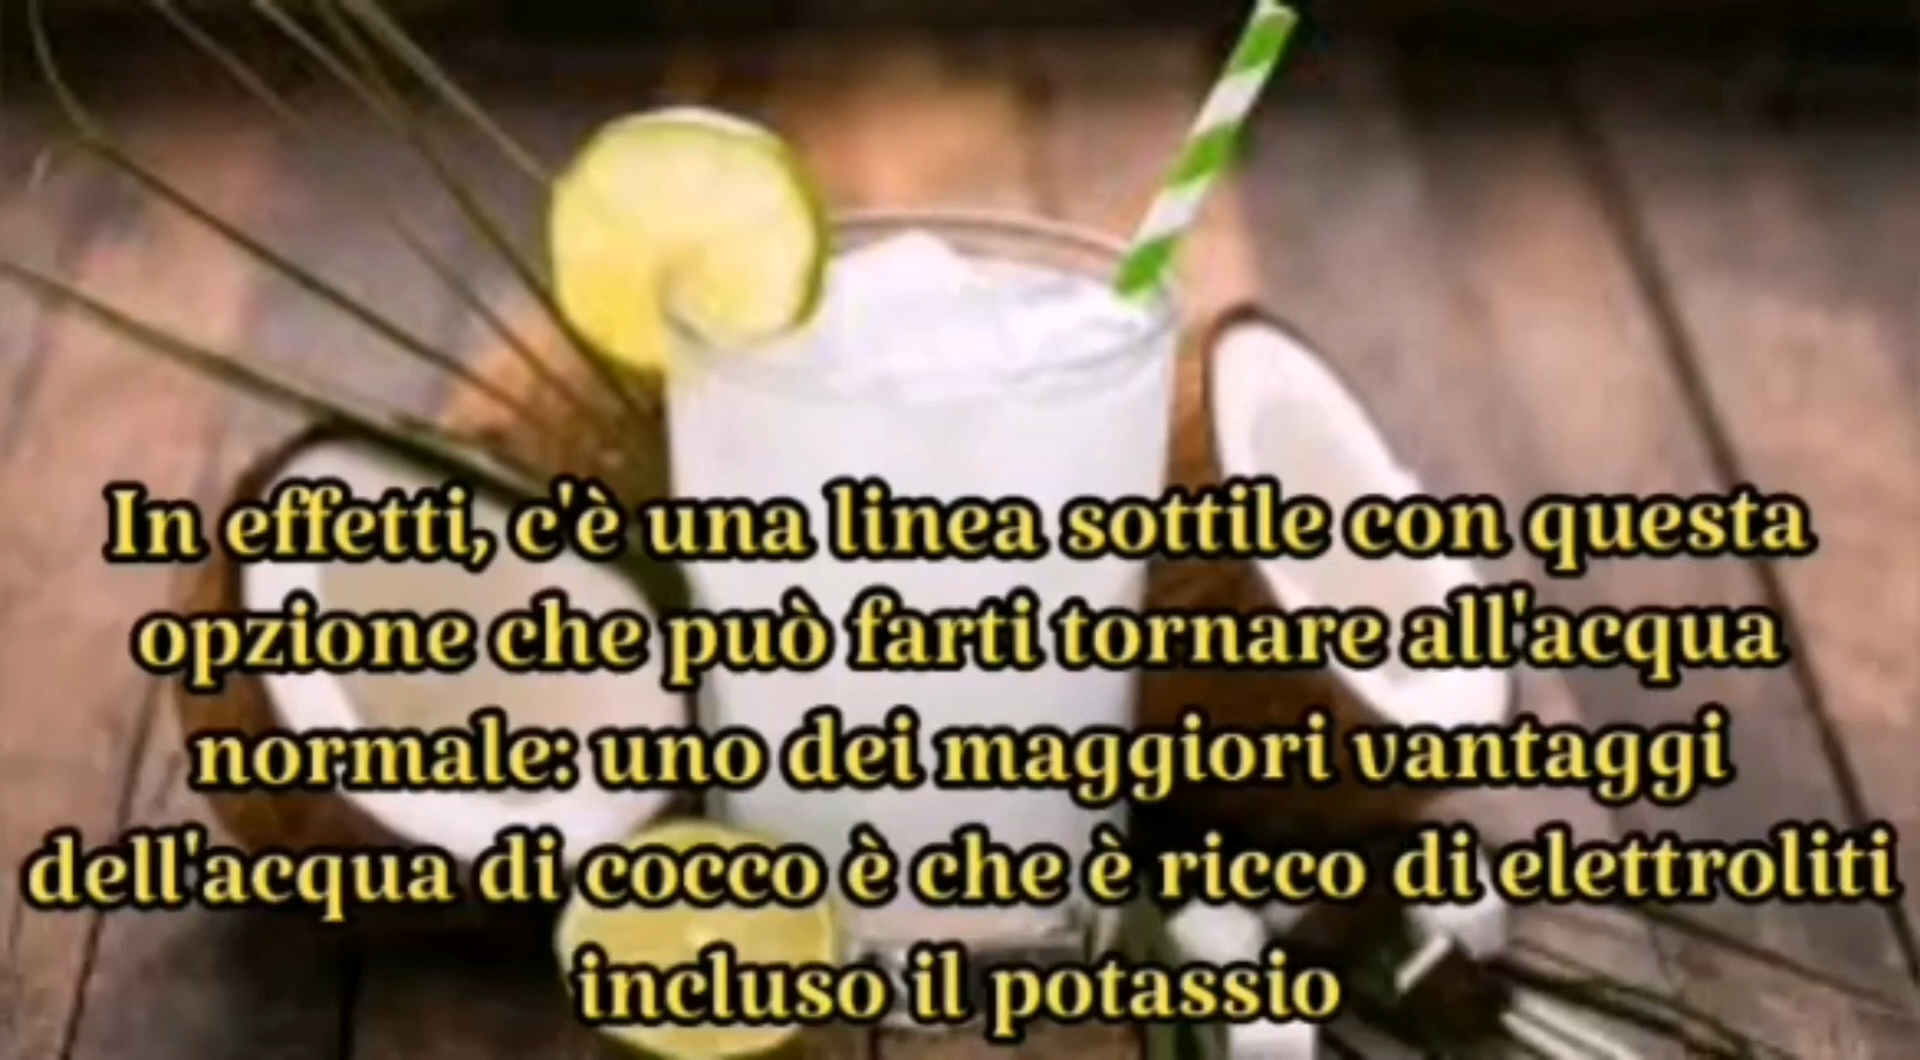 In effetti, c'è una linea sottile con questa
opzione che può farti tornare all'acqua
normale: uno dei maggiori vantaggi
dell'acqua di cocco è che è ricco di elettroliti
incluso il potassio